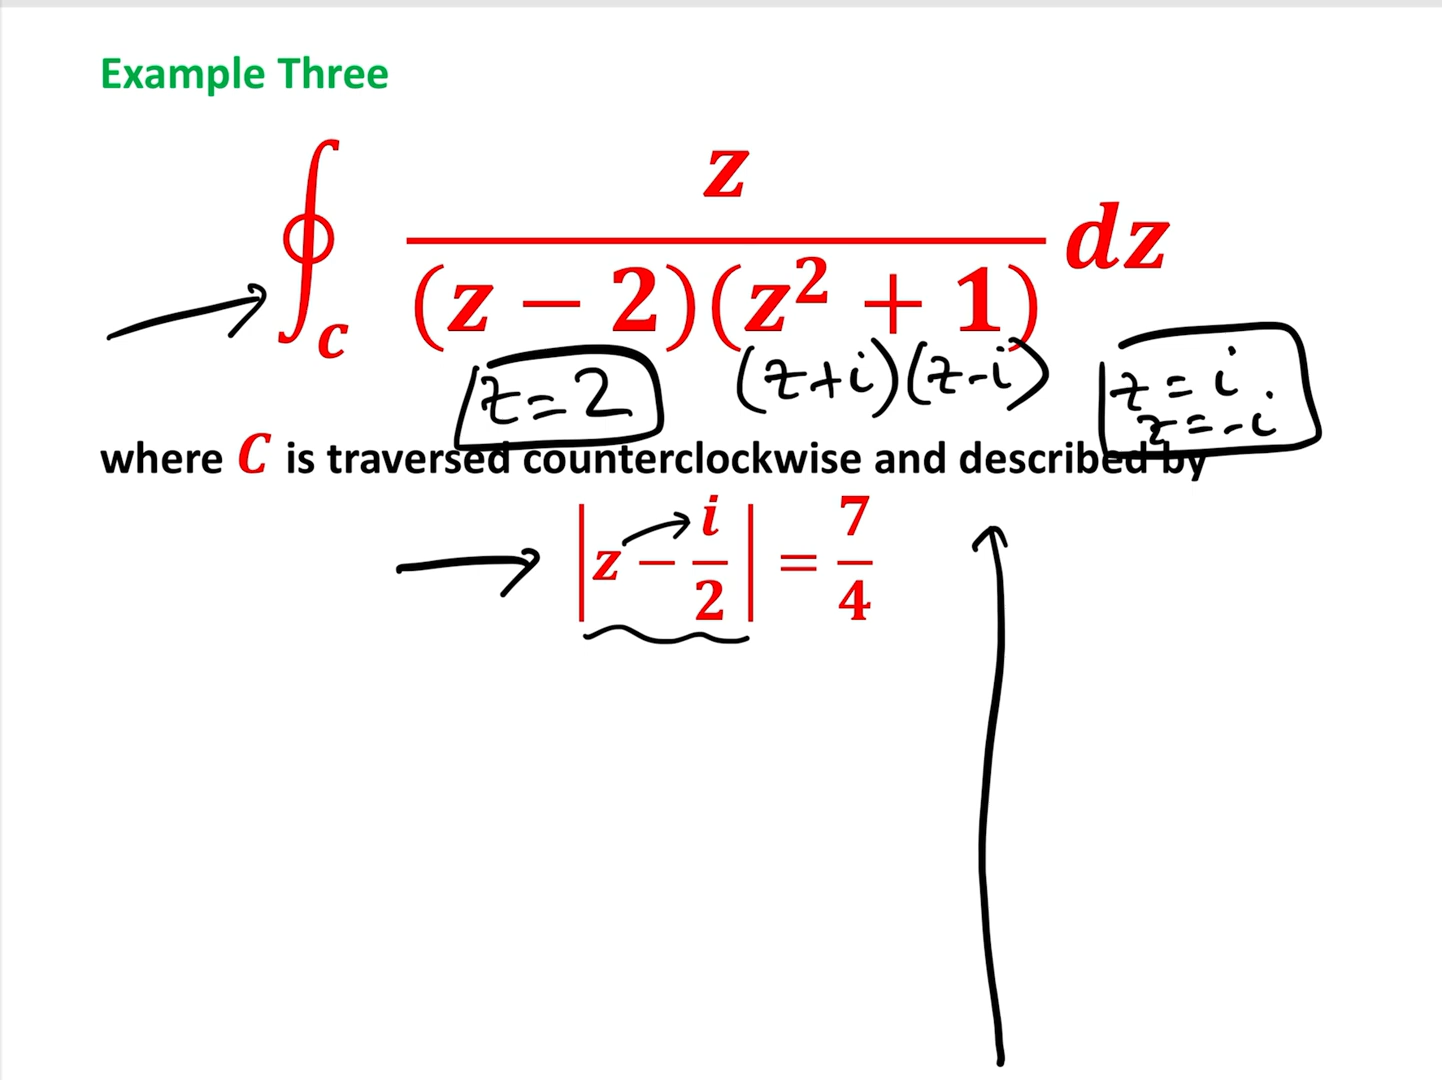 Example Three
∮_C z / ((z − 2)(z² + 1)) dz
z = 2 (z+i)(z-i) z = i.
z = -i
where C is traversed counterclockwise and described by
|z − i/2| = 7/4